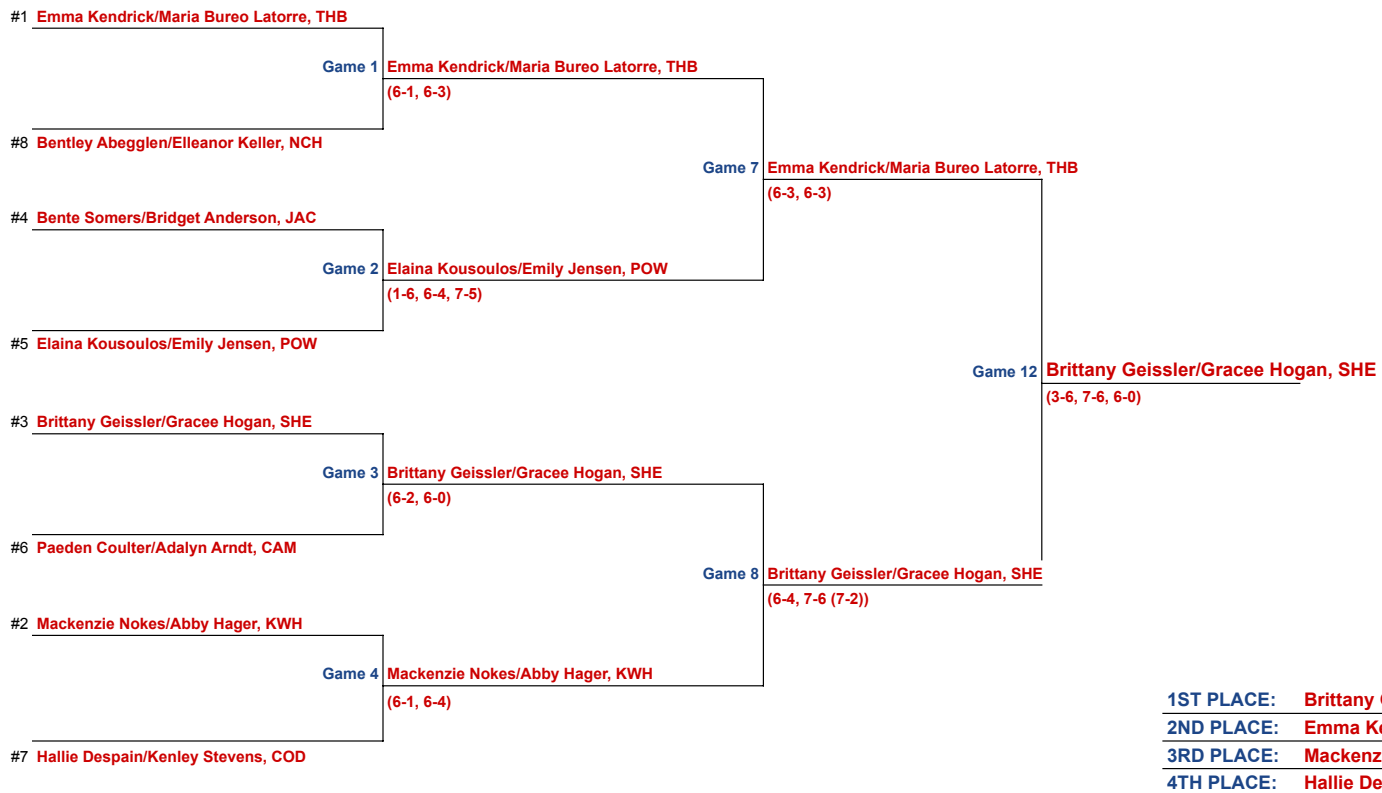 #1 Emma Kendrick/Maria Bureo Latorre, THB
Game 1 Emma Kendrick/Maria Bureo Latorre, THB
(6-1, 6-3)
#8 Bentley Abegglen/Elleanor Keller, NCH
Game 7 Emma Kendrick/Maria Bureo Latorre, THB
(6-3, 6-3)
#4 Bente Somers/Bridget Anderson, JAC
Game 2 Elaina Kousoulos/Emily Jensen, POW
(1-6, 6-4, 7-5)
#5 Elaina Kousoulos/Emily Jensen, POW
Game 12 Brittany Geissler/Gracee Hogan, SHE
(3-6, 7-6, 6-0)
#3 Brittany Geissler/Gracee Hogan, SHE
Game 3 Brittany Geissler/Gracee Hogan, SHE
(6-2, 6-0)
#6 Paeden Coulter/Adalyn Arndt, CAM
Game 8 Brittany Geissler/Gracee Hogan, SHE
(6-4, 7-6 (7-2))
#2 Mackenzie Nokes/Abby Hager, KWH
Game 4 Mackenzie Nokes/Abby Hager, KWH
(6-1, 6-4)
#7 Hallie Despain/Kenley Stevens, COD
1ST PLACE: Brittany
2ND PLACE: Emma
3RD PLACE:
4TH PLACE: Hallie